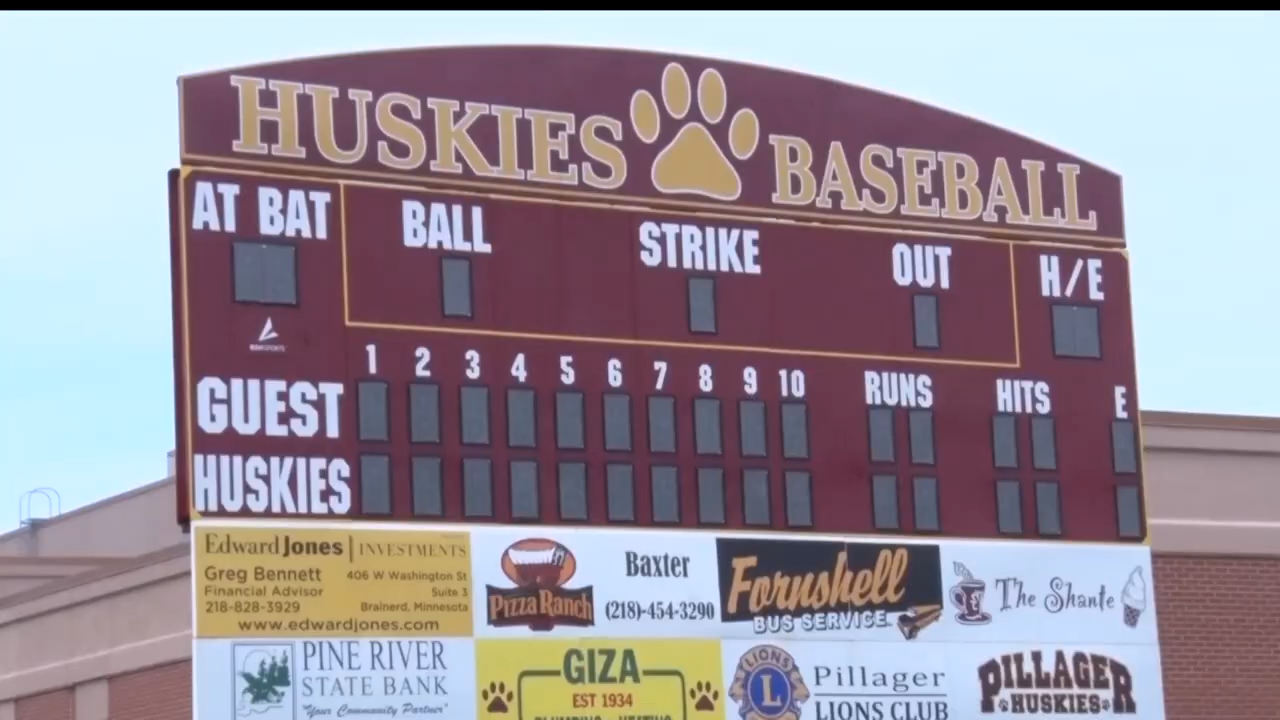 HUSKIES BASEBALL
AT BAT
BALL
STRIKE
OUT
H/E
1 2 3 4 5 6 7 8 9 10
RUNS
HITS
E
GUEST
HUSKIES
Edward Jones | INVESTMENTS
Greg Bennett
Financial Advisor
218-828-3929
406 W Washington St
Suite 3
Brainerd, Minnesota
www.edwardjones.com
PIZZA RANCH
Baxter
(218)-454-3290
Fornshell
BUS SERVICE
The Shante
PINE RIVER
STATE BANK
"Your Community Partner"
GIZA
EST 1934
PLUMBING • HEATING
LIONS
L
Pillager
LIONS CLUB
PILLAGER
HUSKIES